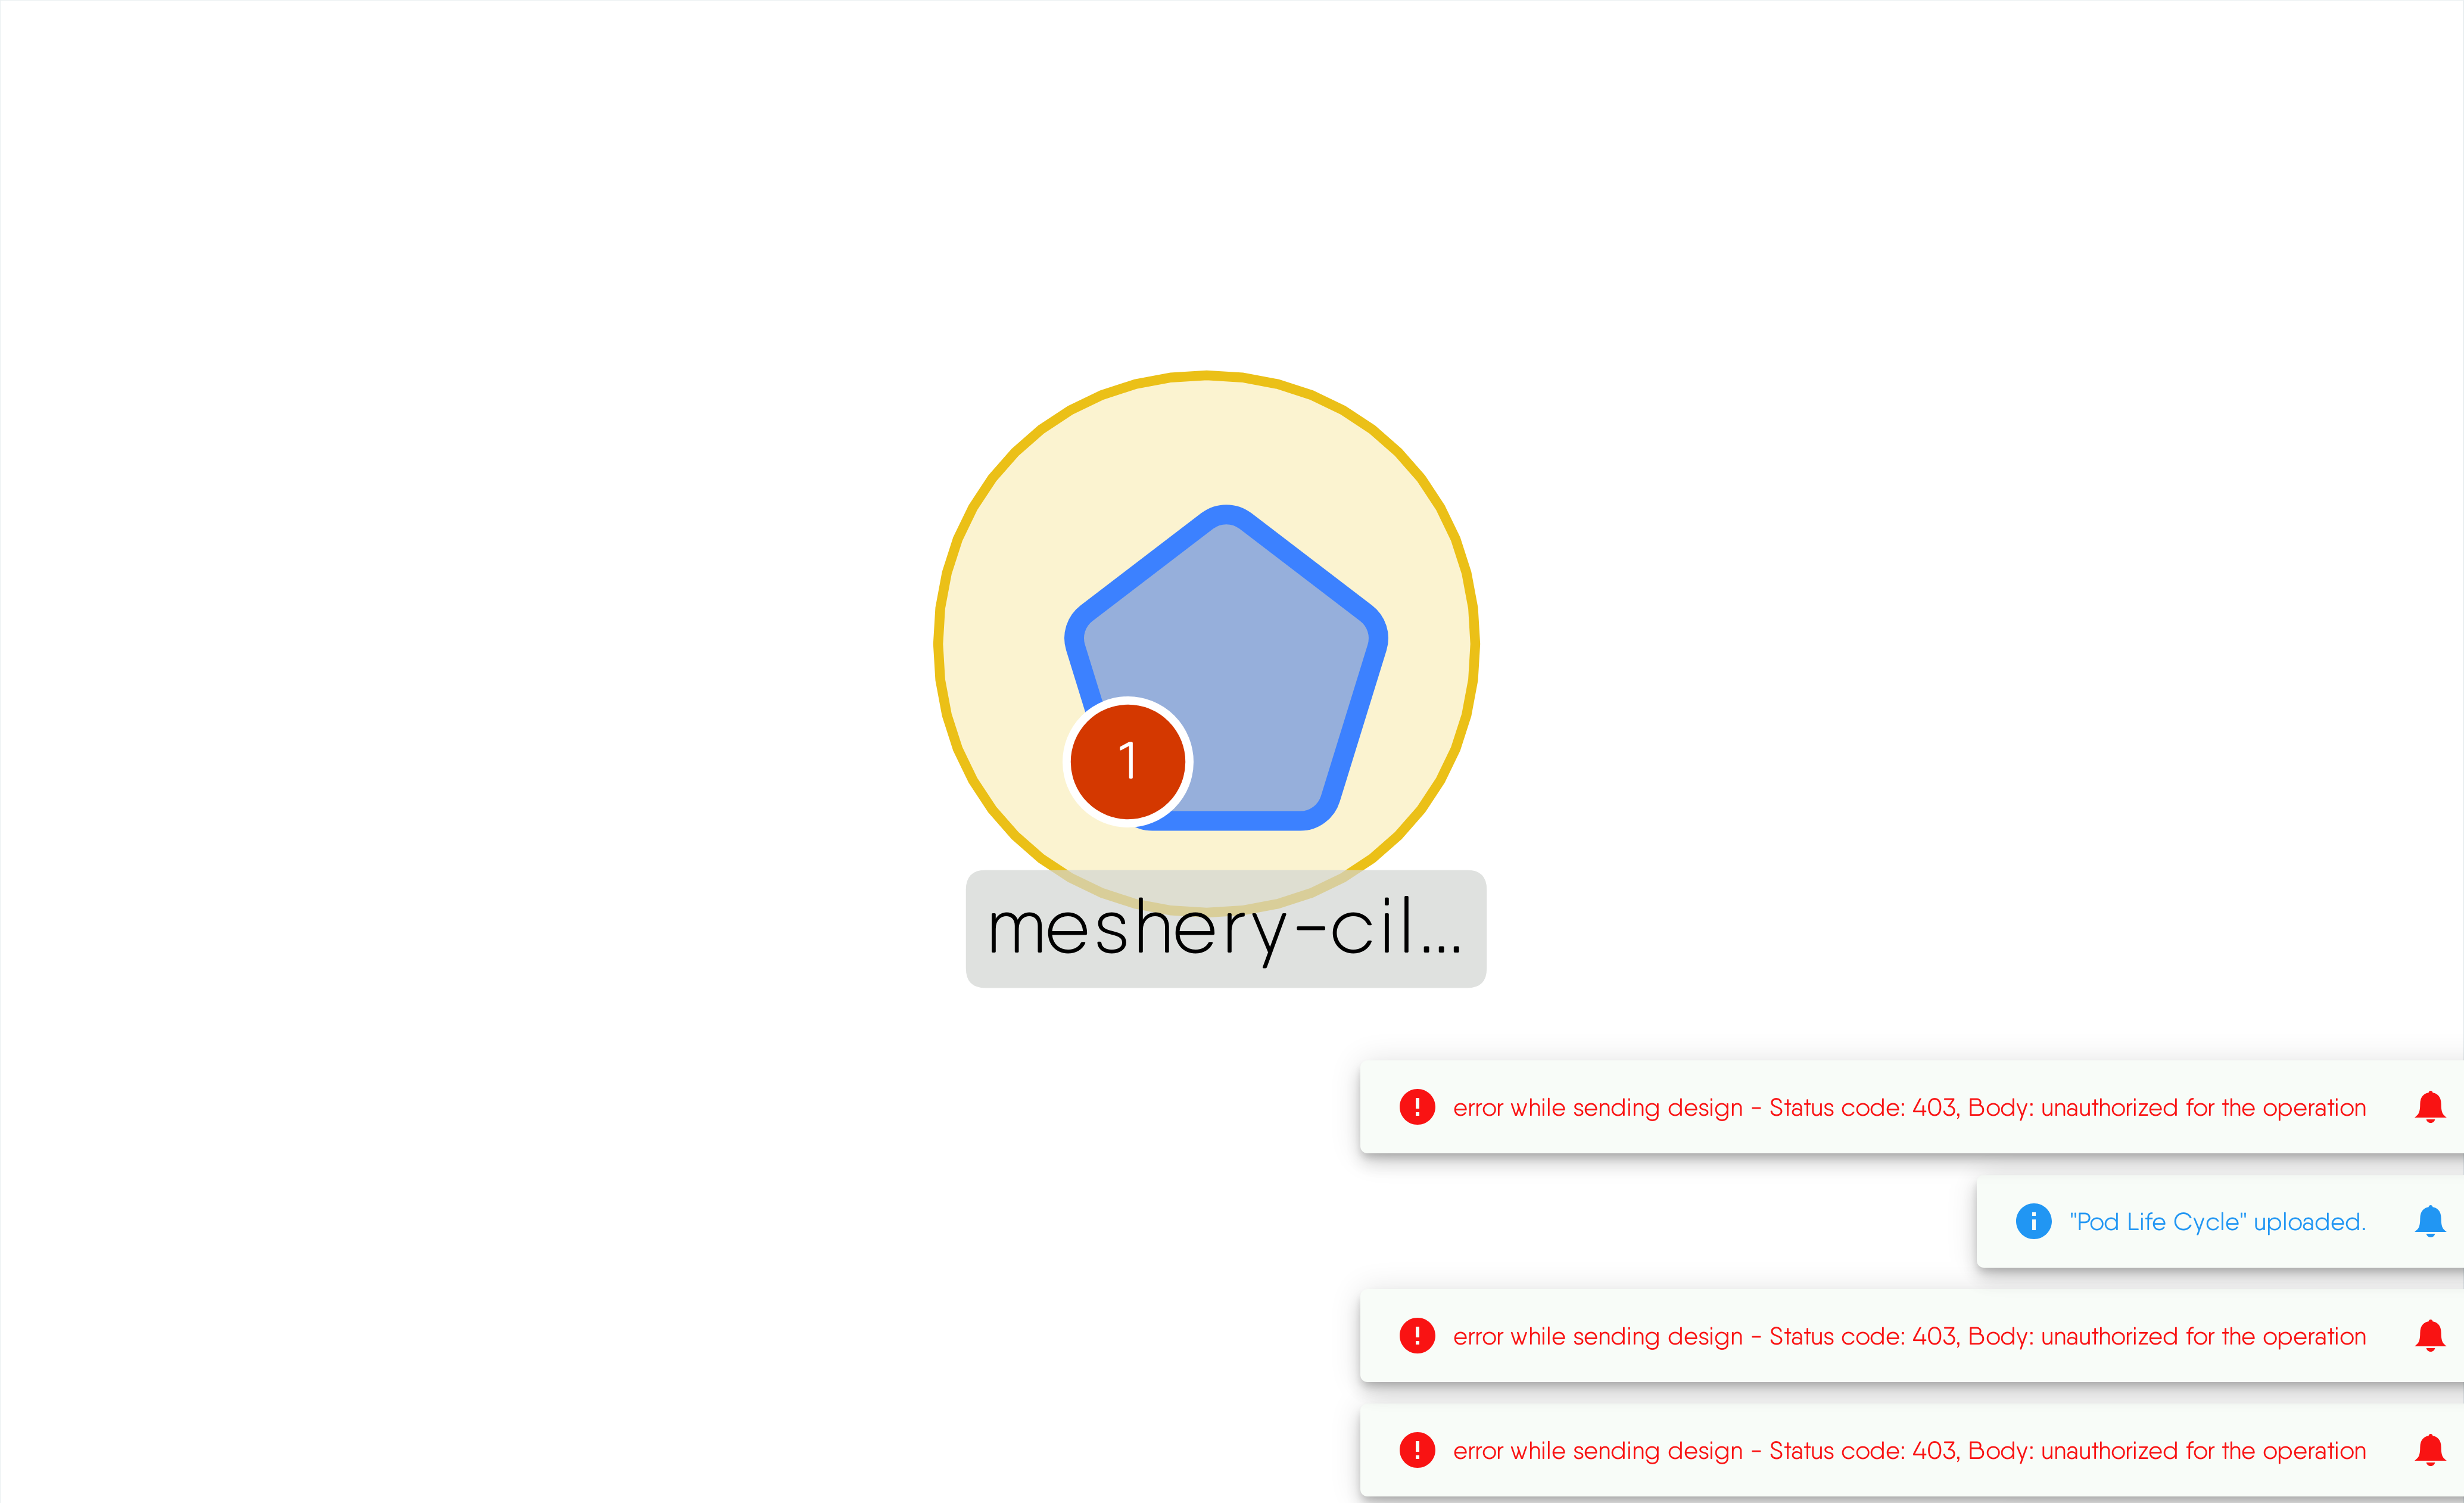 1
meshery-cil...
error while sending design - Status code: 403, Body: unauthorized for the operation
"Pod Life Cycle" uploaded.
error while sending design - Status code: 403, Body: unauthorized for the operation
error while sending design - Status code: 403, Body: unauthorized for the operation